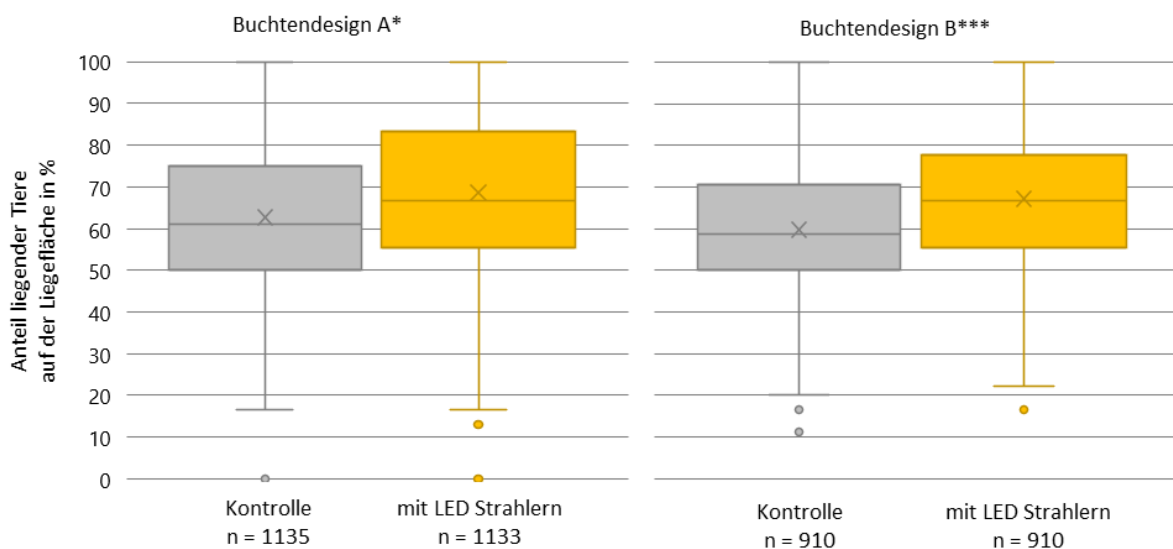 Buchtendesign A*
Buchtendesign B***
Anteil liegender Tiere
auf der Liegefläche in %
100
90
80
70
60
50
40
30
20
10
0
Kontrolle
n = 1135
mit LED Strahlern
n = 1133
Kontrolle
n = 910
mit LED Strahlern
n = 910